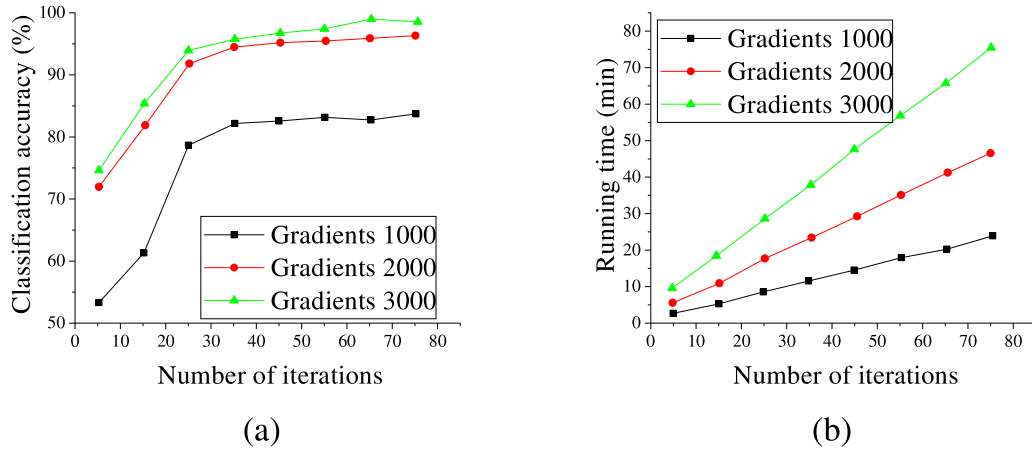 Classification accuracy (%)
100
90
80
70
60
50
0 10 20 30 40 50 60 70 80
Gradients 1000
Gradients 2000
Gradients 3000
Number of iterations
(a)
Running time (min)
80
70
60
50
40
30
20
10
0
0 10 20 30 40 50 60 70 80
Gradients 1000
Gradients 2000
Gradients 3000
Number of iterations
(b)